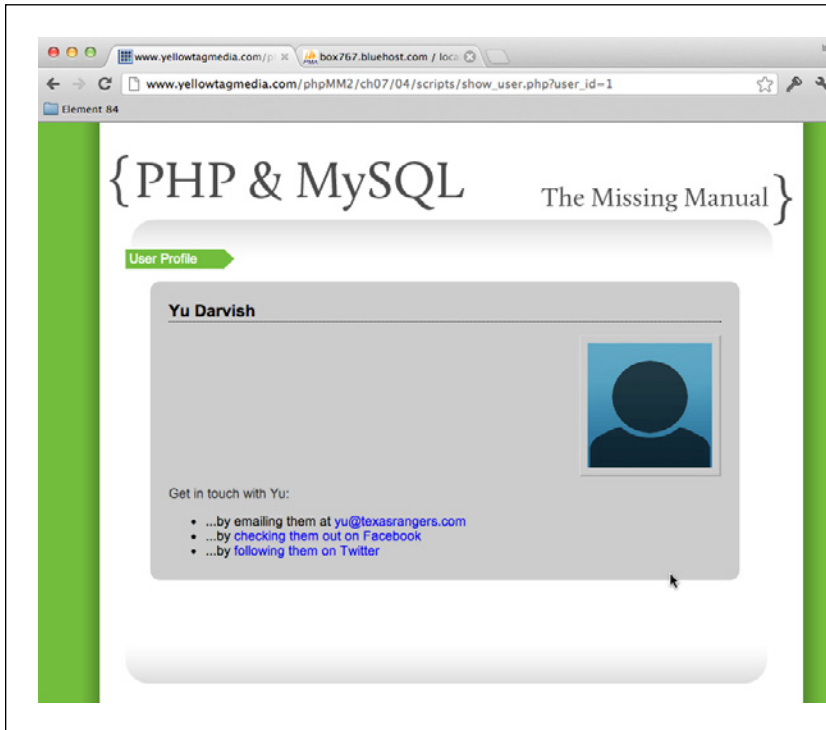 www.yellowtagmedia.com/p
box767.bluehost.com / loca
www.yellowtagmedia.com/phpMM2/ch07/04/scripts/show_user.php?user_id=1
Element 84
{PHP & MySQL
The Missing Manual}
User Profile
Yu Darvish
Get in touch with Yu:
• ...by emailing them at yu@texasrangers.com
• ...by checking them out on Facebook
• ...by following them on Twitter